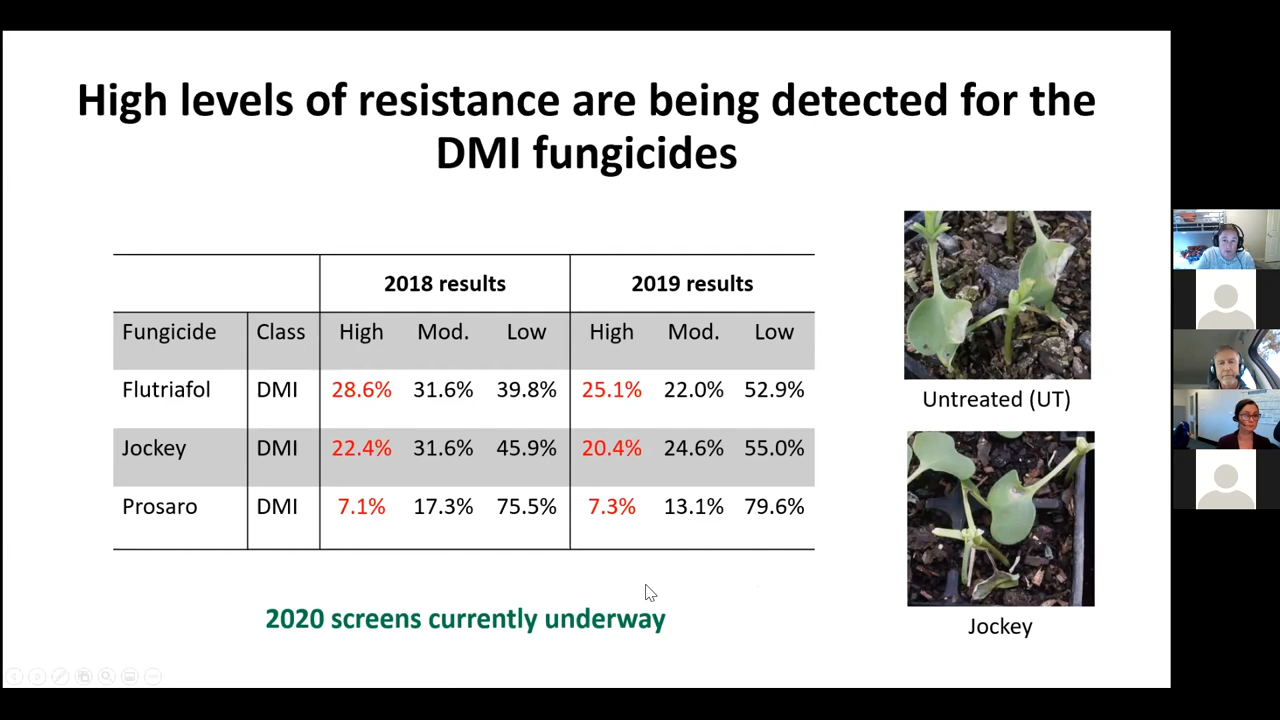 High levels of resistance are being detected for the
DMI fungicides
2018 results 2019 results
Fungicide Class High Mod. Low High Mod. Low
Flutriafol DMI 28.6% 31.6% 39.8% 25.1% 22.0% 52.9%
Jockey DMI 22.4% 31.6% 45.9% 20.4% 24.6% 55.0%
Prosaro DMI 7.1% 17.3% 75.5% 7.3% 13.1% 79.6%
2020 screens currently underway
Untreated (UT)
Jockey